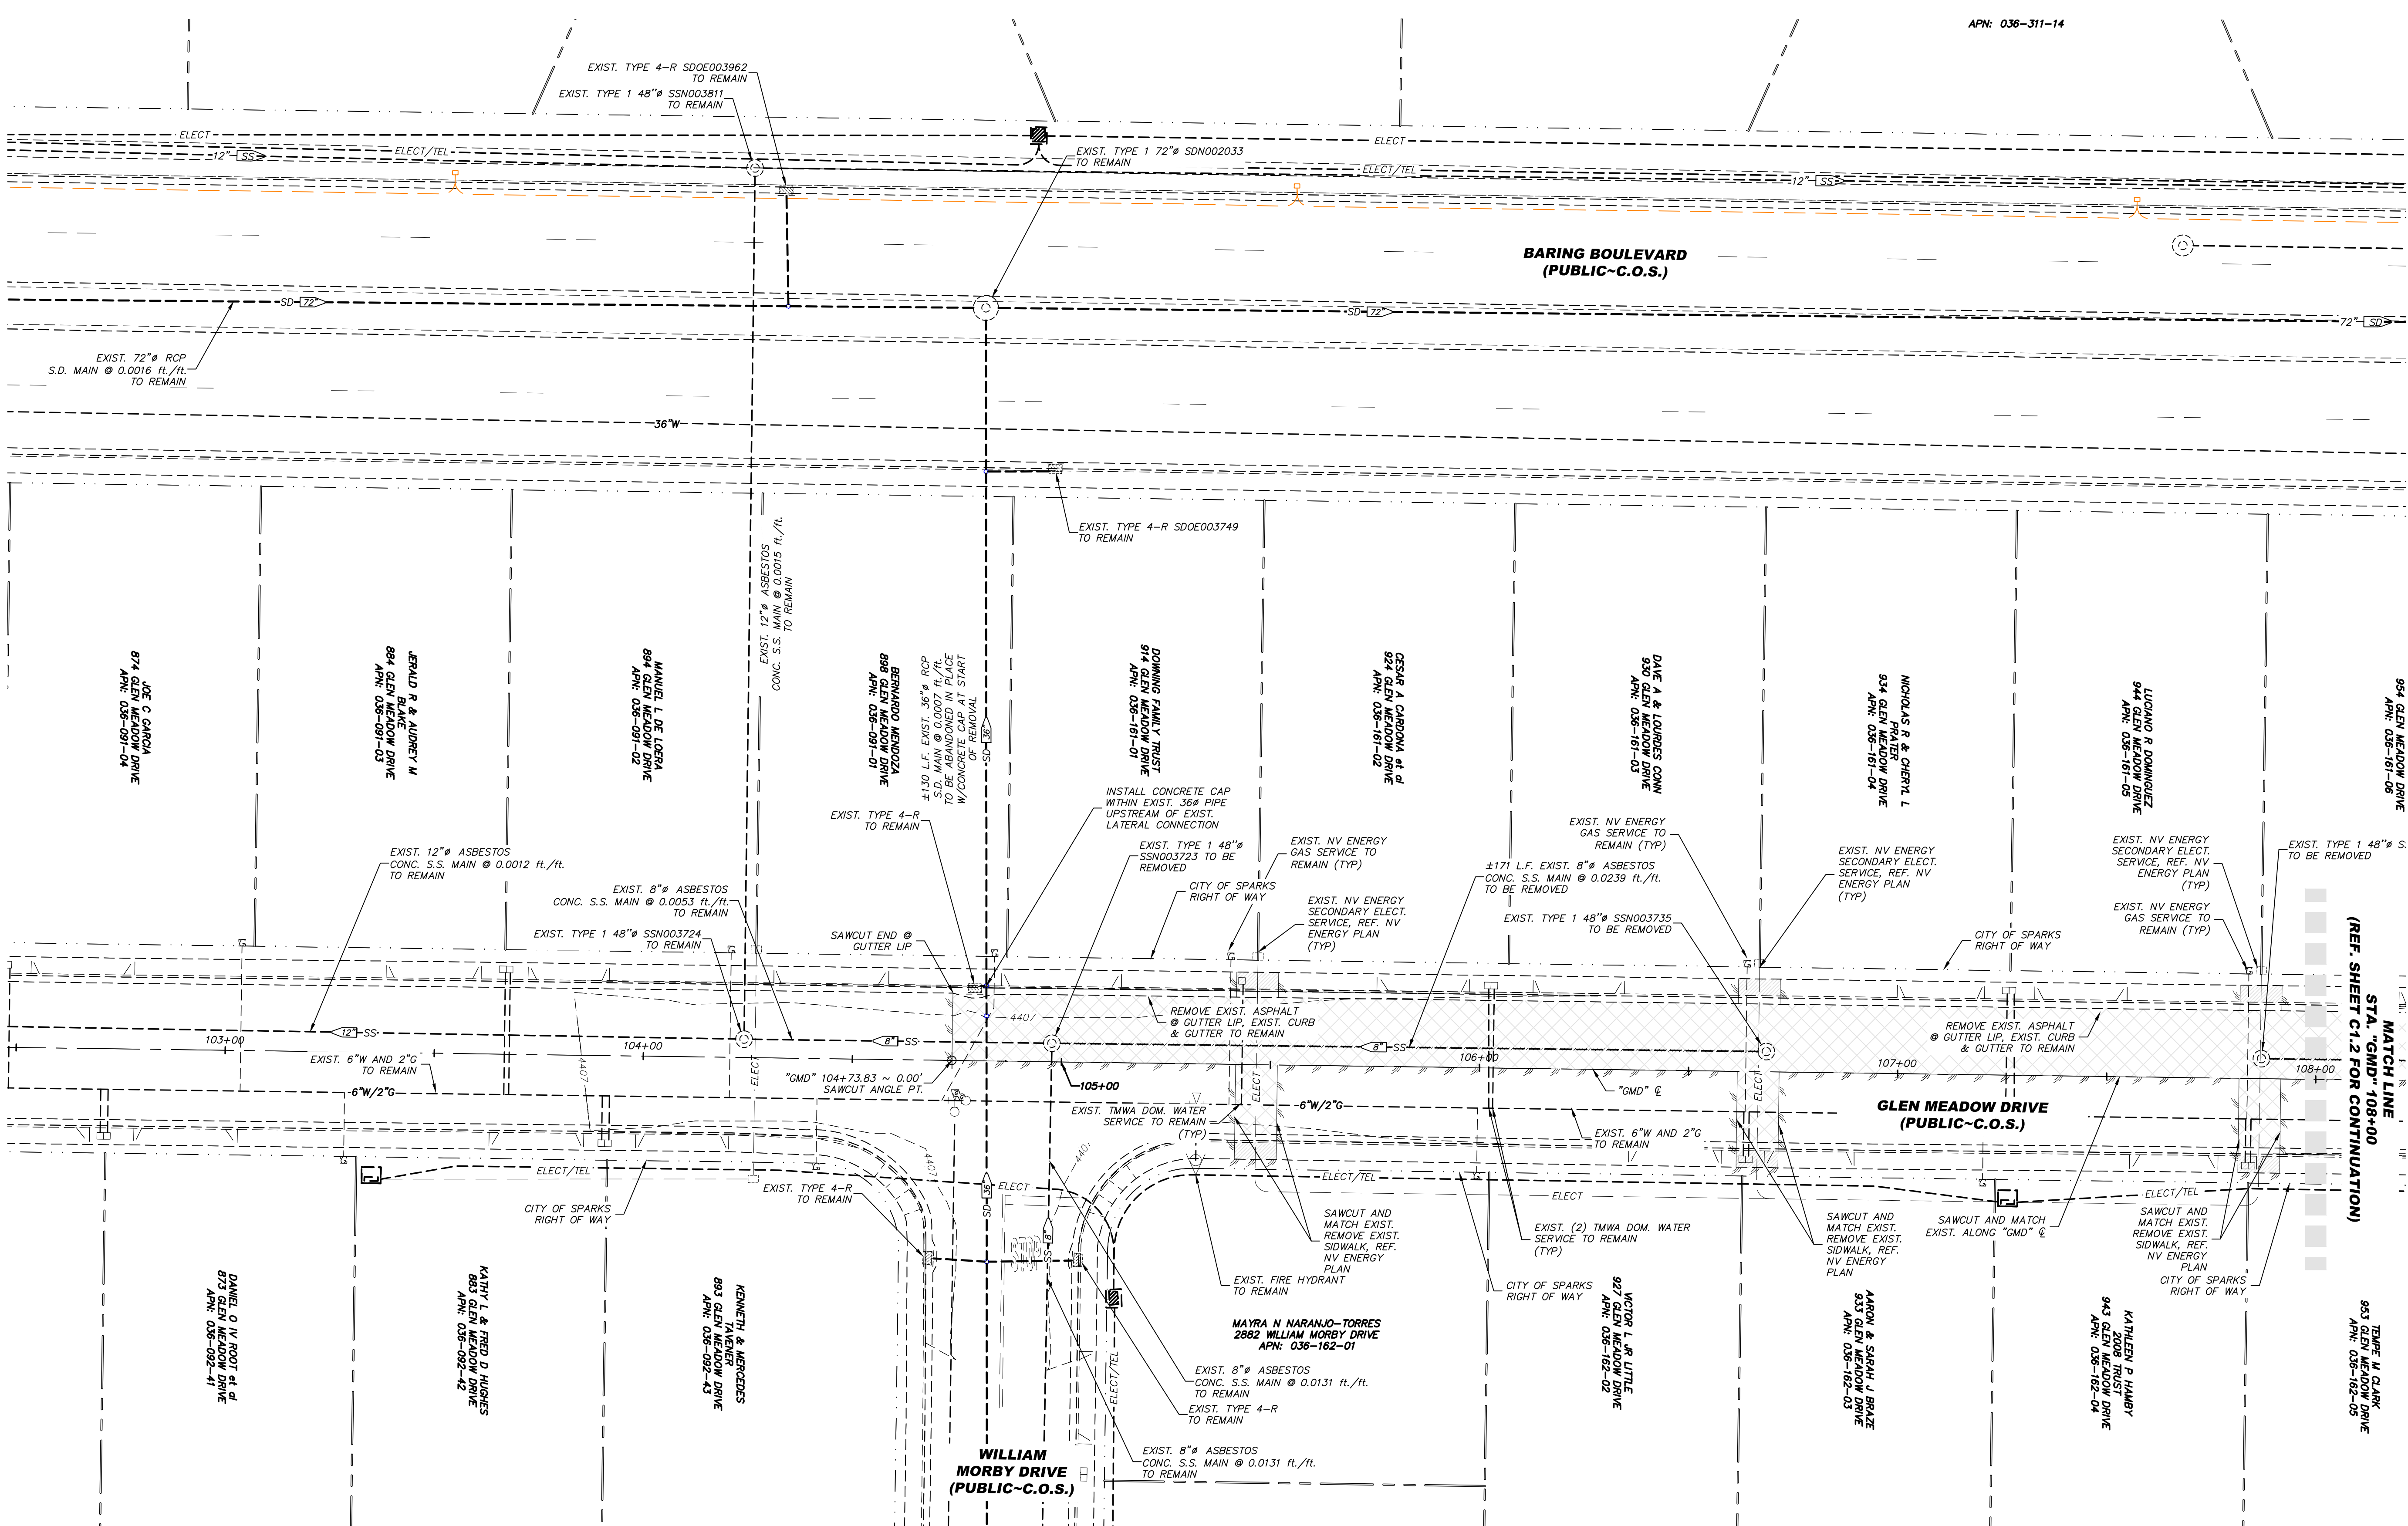 APN: 036-311-14
EXIST. TYPE 4-R SDOE003962
TO REMAIN
EXIST. TYPE 1 48"ø SSN003811
TO REMAIN
ELECT
12" SS
ELECT/TEL
EXIST. TYPE 1 72"ø SDN002033
TO REMAIN
ELECT
ELECT/TEL
12" SS
BARING BOULEVARD
(PUBLIC~C.O.S.)
SD 72"
SD 72"
72" SD
EXIST. 72"ø RCP
S.D. MAIN @ 0.0016 ft./ft.
TO REMAIN
36"W
EXIST. TYPE 4-R SDOE003749
TO REMAIN
EXIST. 12"ø ASBESTOS
CONC. S.S. MAIN @ 0.0015 ft./ft.
TO REMAIN
JOE C GARCIA
874 GLEN MEADOW DRIVE
APN: 036-091-04
JERALD R & AUDREY M
BLAKE
884 GLEN MEADOW DRIVE
APN: 036-091-03
MANUEL L DE LOERA
894 GLEN MEADOW DRIVE
APN: 036-091-02
BERNARDO MENDOZA
898 GLEN MEADOW DRIVE
APN: 036-091-01
±130 L.F. EXIST. 36"ø RCP
S.D. MAIN @ 0.0007 ft./ft.
TO BE ABANDONED IN PLACE
W/CONCRETE CAP AT START
OF REMOVAL
SD 36"
DOWNING FAMILY TRUST
914 GLEN MEADOW DRIVE
APN: 036-161-01
CESAR A CARDONA et al
924 GLEN MEADOW DRIVE
APN: 036-161-02
DAVE A & LOURDES CONN
930 GLEN MEADOW DRIVE
APN: 036-161-03
NICHOLAS R & CHERYL L
PRATER
934 GLEN MEADOW DRIVE
APN: 036-161-04
LUCIANO R DOMINGUEZ
944 GLEN MEADOW DRIVE
APN: 036-161-05
954 GLEN MEADOW DRIVE
APN: 036-161-06
EXIST. TYPE 4-R
TO REMAIN
INSTALL CONCRETE CAP
WITHIN EXIST. 36ø PIPE
UPSTREAM OF EXIST.
LATERAL CONNECTION
EXIST. TYPE 1 48"ø
SSN003723 TO BE
REMOVED
EXIST. NV ENERGY
GAS SERVICE TO
REMAIN (TYP)
CITY OF SPARKS
RIGHT OF WAY
EXIST. NV ENERGY
SECONDARY ELECT.
SERVICE, REF. NV
ENERGY PLAN
(TYP)
±171 L.F. EXIST. 8"ø ASBESTOS
CONC. S.S. MAIN @ 0.0239 ft./ft.
TO BE REMOVED
EXIST. NV ENERGY
GAS SERVICE TO
REMAIN (TYP)
EXIST. TYPE 1 48"ø SSN003735
TO BE REMOVED
EXIST. NV ENERGY
SECONDARY ELECT.
SERVICE, REF. NV
ENERGY PLAN
(TYP)
CITY OF SPARKS
RIGHT OF WAY
EXIST. NV ENERGY
SECONDARY ELECT.
SERVICE, REF. NV
ENERGY PLAN
(TYP)
EXIST. NV ENERGY
GAS SERVICE TO
REMAIN (TYP)
EXIST. TYPE 1 48"ø S
TO BE REMOVED
EXIST. 12"ø ASBESTOS
CONC. S.S. MAIN @ 0.0012 ft./ft.
TO REMAIN
EXIST. 8"ø ASBESTOS
CONC. S.S. MAIN @ 0.0053 ft./ft.
TO REMAIN
EXIST. TYPE 1 48"ø SSN003724
TO REMAIN
SAWCUT END @
GUTTER LIP
MATCH LINE
STA. "GMD" 108+00
(REF. SHEET C1.2 FOR CONTINUATION)
REMOVE EXIST. ASPHALT
@ GUTTER LIP, EXIST. CURB
& GUTTER TO REMAIN
REMOVE EXIST. ASPHALT
@ GUTTER LIP, EXIST. CURB
& GUTTER TO REMAIN
4407
12" SS
8" SS
8" SS
103+00
104+00
105+00
106+00
107+00
108+00
EXIST. 6"W AND 2"G
TO REMAIN
4407
ELECT
"GMD" 104+73.83 ~ 0.00'
SAWCUT ANGLE PT.
6"W/2"G
ELECT
6"W/2"G
"GMD" ℄
ELECT
GLEN MEADOW DRIVE
(PUBLIC~C.O.S.)
EXIST. TMWA DOM. WATER
SERVICE TO REMAIN
(TYP)
EXIST. 6"W AND 2"G
TO REMAIN
4407
ELECT/TEL
ELECT
ELECT/TEL
ELECT
ELECT/TEL
EXIST. TYPE 4-R
TO REMAIN
CITY OF SPARKS
RIGHT OF WAY
SD 36"
SS 8"
SAWCUT AND
MATCH EXIST.
REMOVE EXIST.
SIDWALK, REF.
NV ENERGY
PLAN
EXIST. (2) TMWA DOM. WATER
SERVICE TO REMAIN
(TYP)
SAWCUT AND
MATCH EXIST.
REMOVE EXIST.
SIDWALK, REF.
NV ENERGY
PLAN
SAWCUT AND MATCH
EXIST. ALONG "GMD" ℄
SAWCUT AND
MATCH EXIST.
REMOVE EXIST.
SIDWALK, REF.
NV ENERGY
PLAN
CITY OF SPARKS
RIGHT OF WAY
EXIST. FIRE HYDRANT
TO REMAIN
CITY OF SPARKS
RIGHT OF WAY
DANIEL O IV ROOT et al
873 GLEN MEADOW DRIVE
APN: 036-092-41
KATHY L & FRED D HUGHES
883 GLEN MEADOW DRIVE
APN: 036-092-42
KENNETH & MERCEDES
TAVENER
893 GLEN MEADOW DRIVE
APN: 036-092-43
MAYRA N NARANJO-TORRES
2882 WILLIAM MORBY DRIVE
APN: 036-162-01
ELECT/TEL
VICTOR L JR LITTLE
927 GLEN MEADOW DRIVE
APN: 036-162-02
AARON & SARAH J BRAZE
933 GLEN MEADOW DRIVE
APN: 036-162-03
KATHLEEN P HAMBY
2008 TRUST
943 GLEN MEADOW DRIVE
APN: 036-162-04
TEMPE M CLARK
953 GLEN MEADOW DRIVE
APN: 036-162-05
EXIST. 8"ø ASBESTOS
CONC. S.S. MAIN @ 0.0131 ft./ft.
TO REMAIN
EXIST. TYPE 4-R
TO REMAIN
EXIST. 8"ø ASBESTOS
CONC. S.S. MAIN @ 0.0131 ft./ft.
TO REMAIN
WILLIAM
MORBY DRIVE
(PUBLIC~C.O.S.)